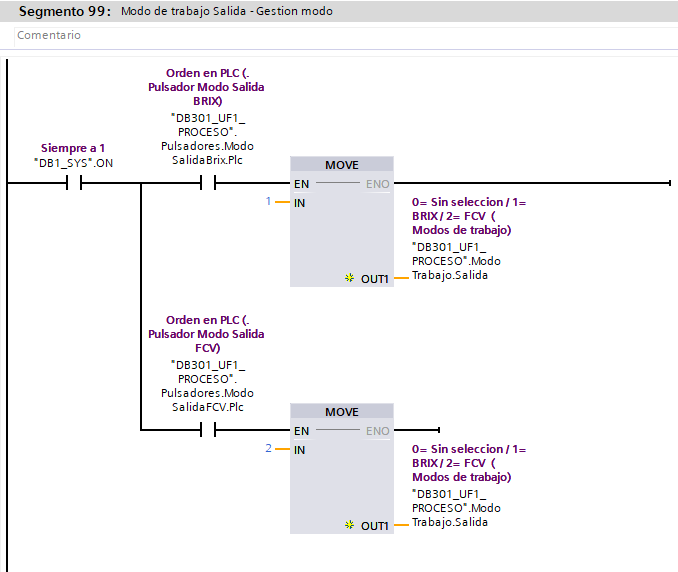 Segmento 99: Modo de trabajo Salida - Gestion modo
Comentario
Orden en PLC (.
Pulsador Modo Salida
BRIX)
"DB301_UF1_
PROCESO".
Pulsadores.Modo
SalidaBrix.Plc
Siempre a 1
"DB1_SYS".ON
MOVE
EN
ENO
1
IN
OUT1
0= Sin seleccion / 1=
BRIX / 2= FCV (
Modos de trabajo)
"DB301_UF1_
PROCESO".Modo
Trabajo.Salida
Orden en PLC (.
Pulsador Modo Salida
FCV)
"DB301_UF1_
PROCESO".
Pulsadores.Modo
SalidaFCV.Plc
MOVE
EN
ENO
2
IN
OUT1
0= Sin seleccion / 1=
BRIX / 2= FCV (
Modos de trabajo)
"DB301_UF1_
PROCESO".Modo
Trabajo.Salida